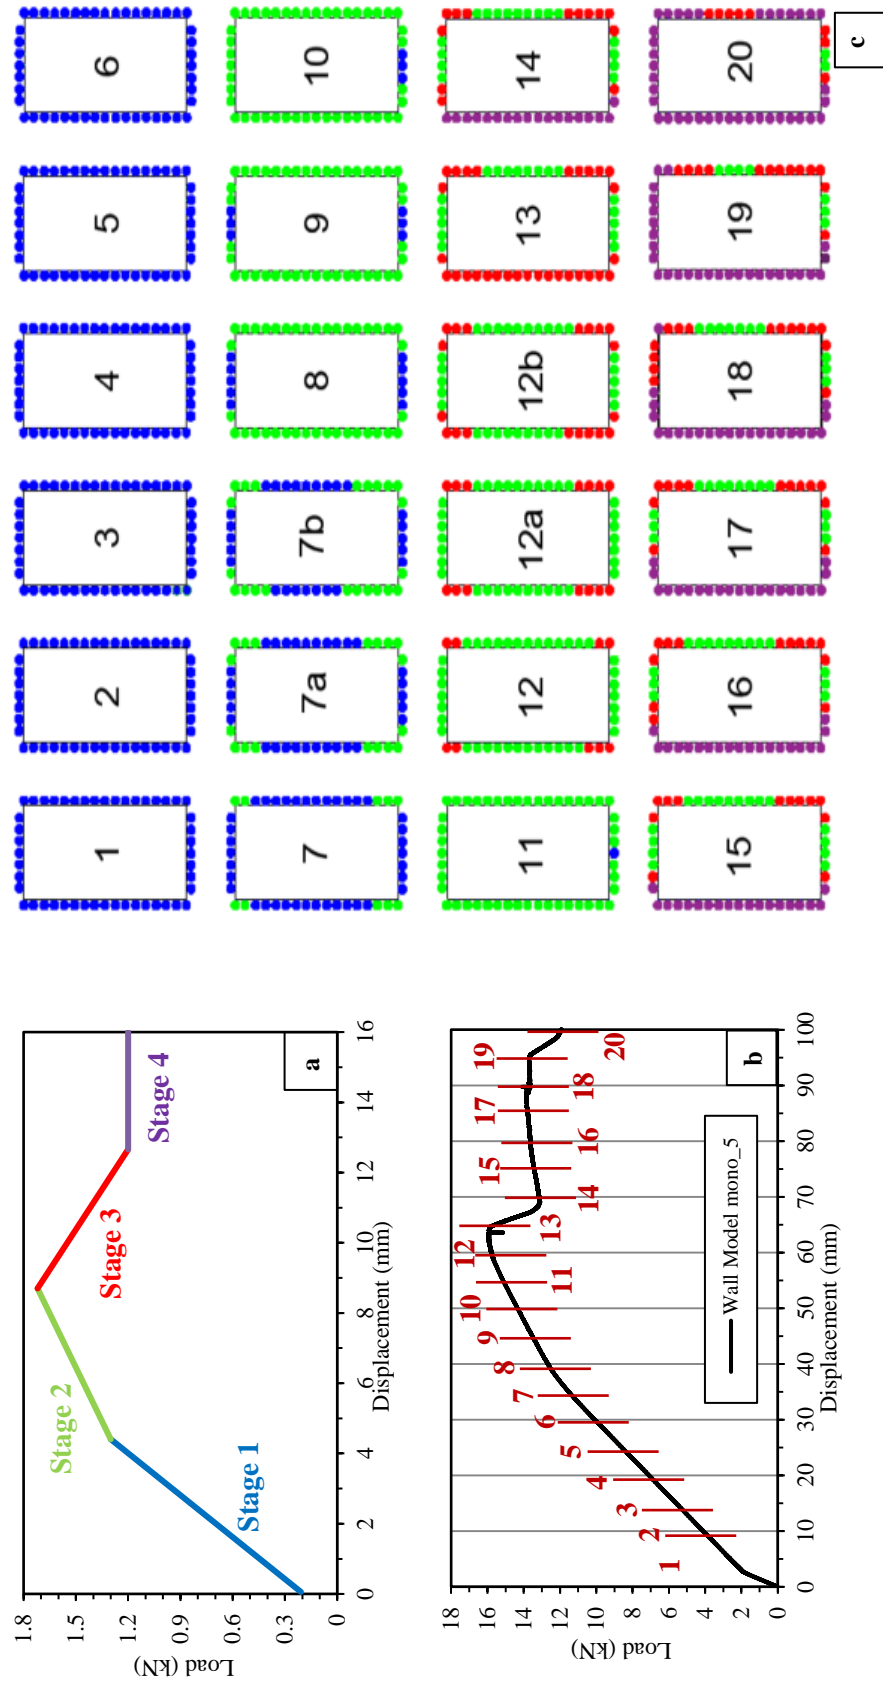 1.8
1.5
1.2
0.9
0.6
0.3
0
Load (kN)
Stage 1
Stage 2
Stage 3
Stage 4
0 2 4 6 8 10 12 14 16
Displacement (mm)
a
18
16
14
12
10
8
6
4
2
0
Load (kN)
1 2 3 4 5 6 7 8 9 10 11 12 13 14 15 16 17 18 19 20
Wall Model mono_5
0 10 20 30 40 50 60 70 80 90 100
Displacement (mm)
b
1 2 3 4 5 6
7 7a 7b 8 9 10
11 12 12a 12b 13 14
15 16 17 18 19 20
c